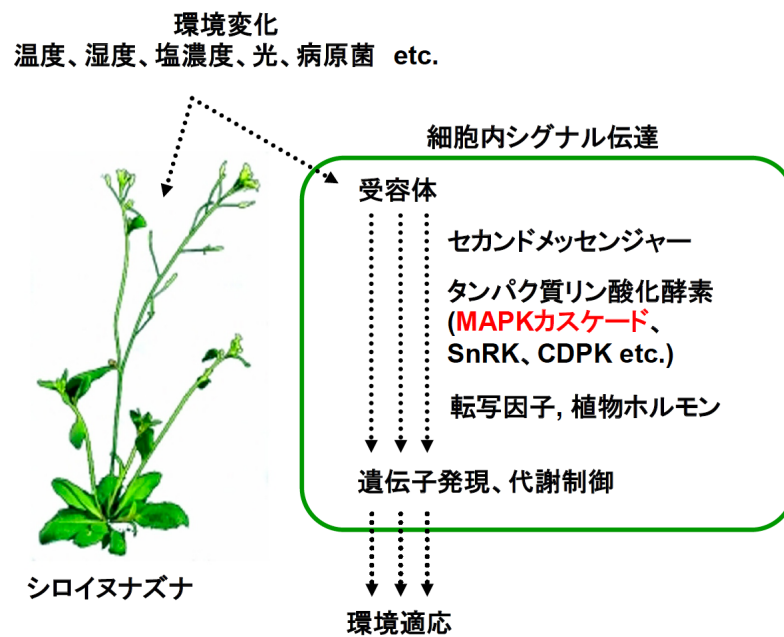 環境変化
温度、湿度、塩濃度、光、病原菌 etc.
細胞内シグナル伝達
受容体
セカンドメッセンジャー
タンパク質リン酸化酵素
(MAPKカスケード、
SnRK、CDPK etc.)
転写因子, 植物ホルモン
遺伝子発現、代謝制御
シロイヌナズナ
環境適応